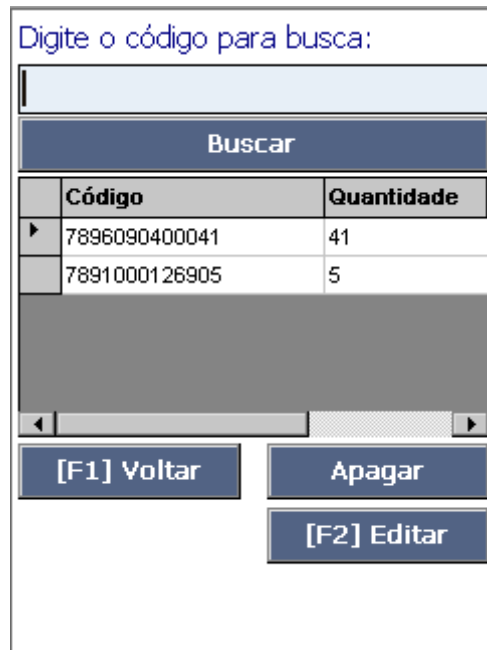 Digite o código para busca:
Buscar
Código Quantidade
7896090400041 41
7891000126905 5
[F1] Voltar Apagar
[F2] Editar